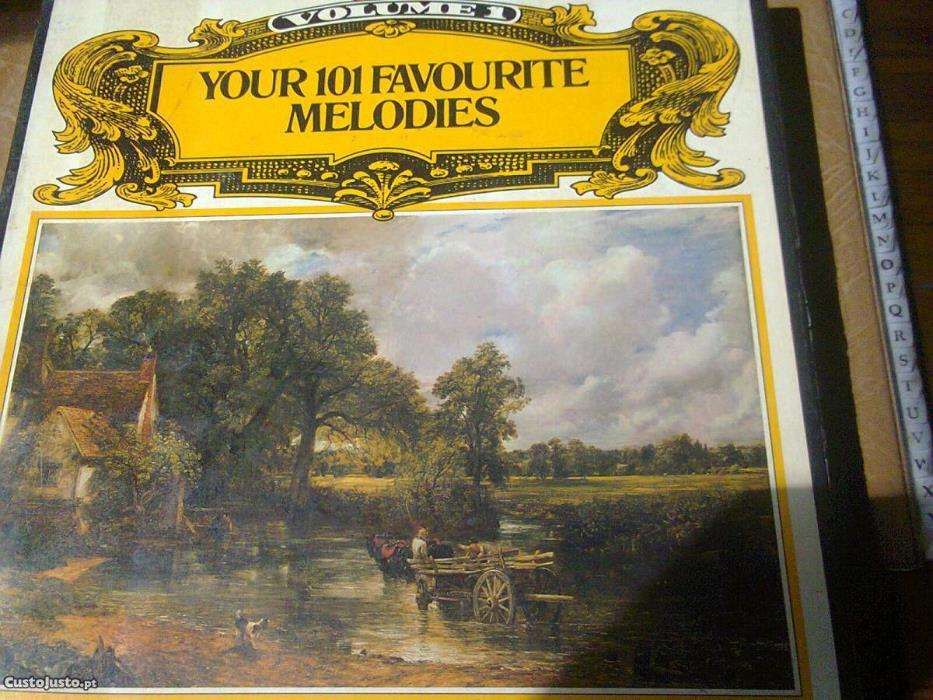 VOLUME 1
YOUR 101 FAVOURITE
MELODIES
C
D
F
G
H
I
J
K
L
M
N
O
P
Q
R
S
T
U
V
W
X
CustoJusto.pt